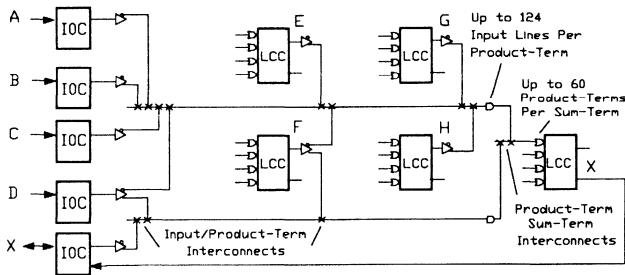 A
IOC
B
IOC
C
IOC
D
IOC
X
IOC
E
LCC
F
LCC
G
LCC
H
LCC
Up to 124
Input Lines Per
Product-Term
Up to 60
Product-Terms
Per Sum-Term
LCC
X
Input/Product-Term
Interconnects
Product-Term
Sum-Term
Interconnects